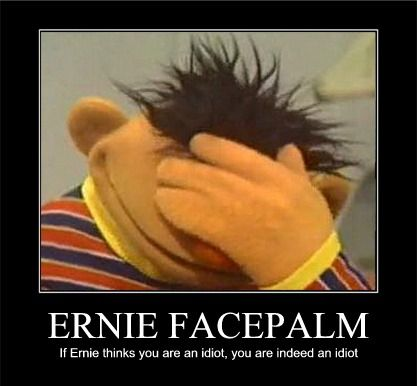 ERNIE FACEPALM
If Ernie thinks you are an idiot, you are indeed an idiot